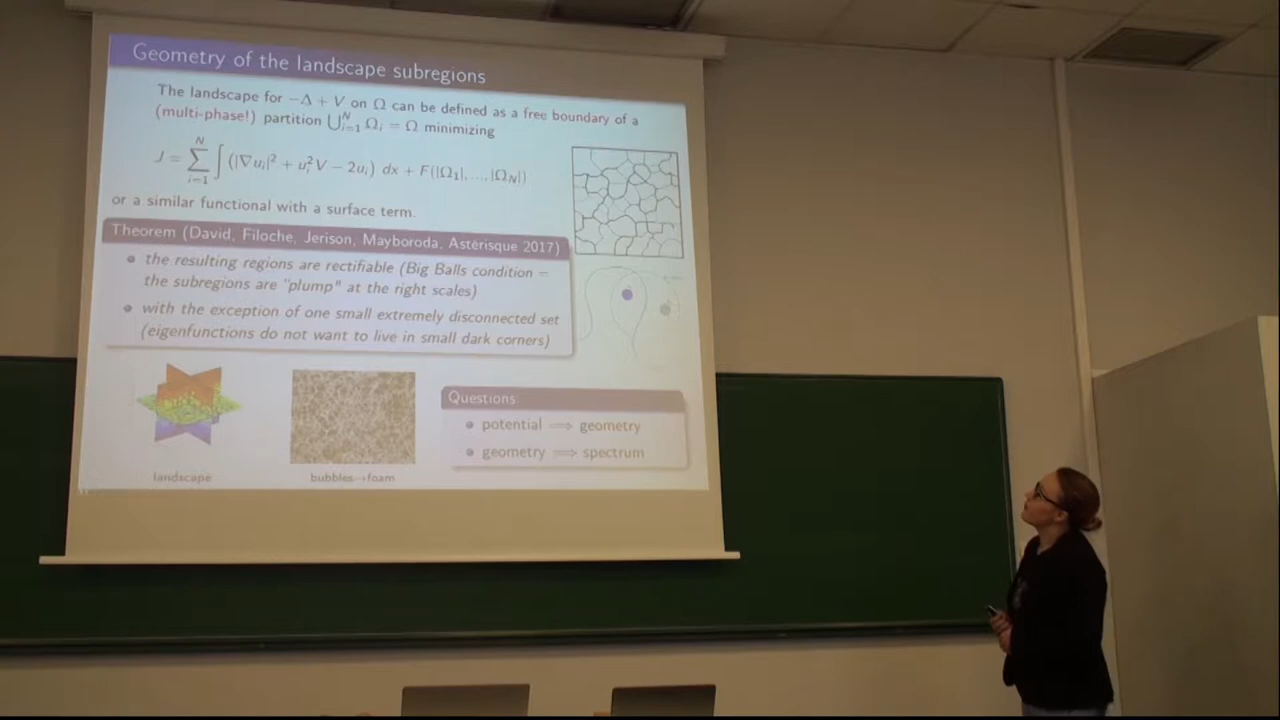 Geometry of the landscape subregions
The landscape for −Δ + V on Ω can be defined as a free boundary of a
(multi-phase!) partition ⋃_{i=1}^N Ω_i = Ω minimizing
J = ∑_{i=1}^N ∫ (|∇u_i|² + u_i² V − 2u_i) dx + F(|Ω_1|, ..., |Ω_N|)
or a similar functional with a surface term.
Theorem (David, Filoche, Jerison, Mayboroda, Astérisque 2017)
the resulting regions are rectifiable (Big Balls condition =
the subregions are "plump" at the right scales)
with the exception of one small extremely disconnected set
(eigenfunctions do not want to live in small dark corners)
landscape
bubbles→foam
Questions:
potential ⟹ geometry
geometry ⟹ spectrum